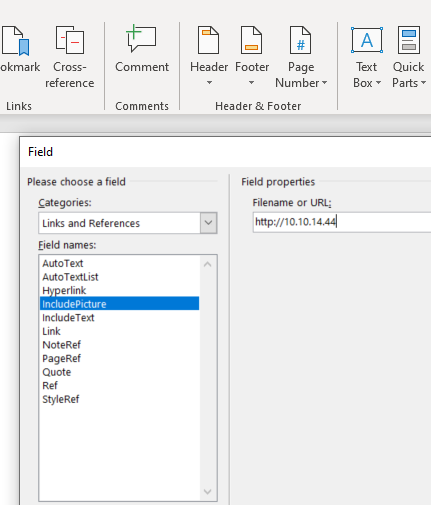 okmark Cross-reference Comment Header Footer Page Number Text Box Quick Parts
Links Comments Header & Footer
Field
Please choose a field
Categories:
Links and References
Field names:
AutoText
AutoTextList
Hyperlink
IncludePicture
IncludeText
Link
NoteRef
PageRef
Quote
Ref
StyleRef
Field properties
Filename or URL:
http://10.10.14.44